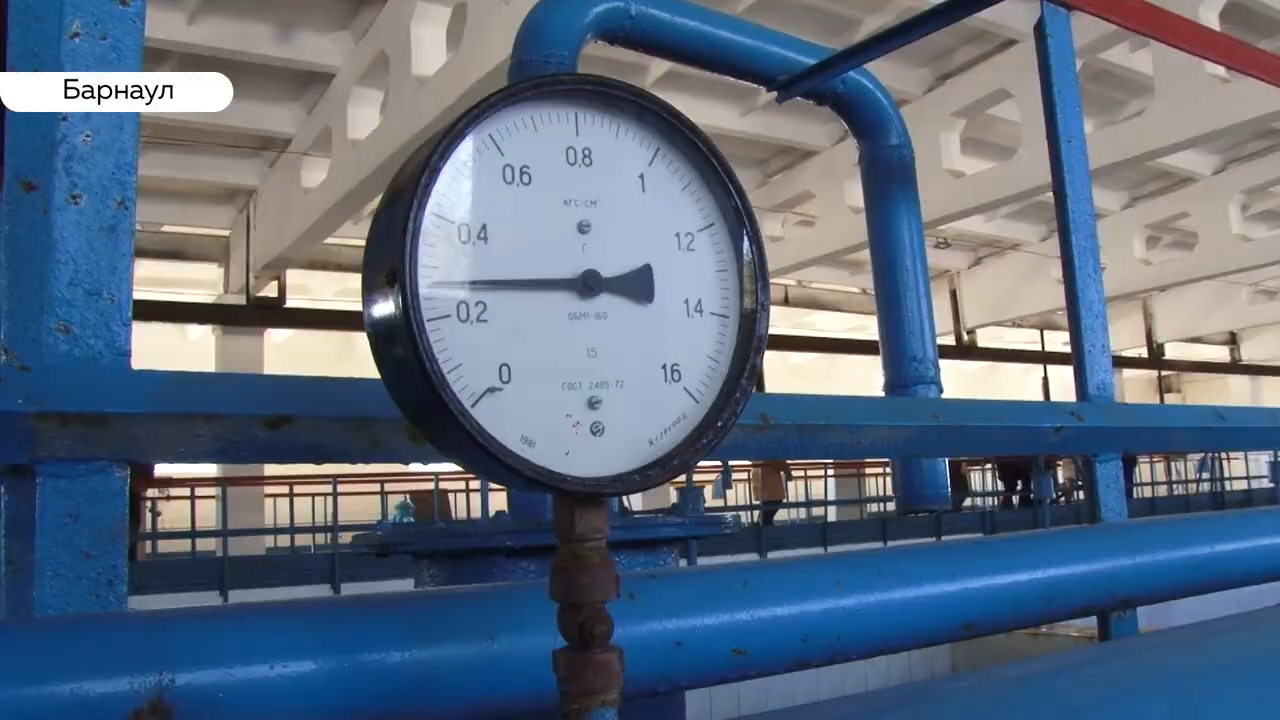 Барнаул
0,8
0,6
1
0,4
1,2
0,2
1.4
0
1,6
КГС/СМ²
Г
ОБМ1-160
1.5
ГОСТ 2405-72
1981